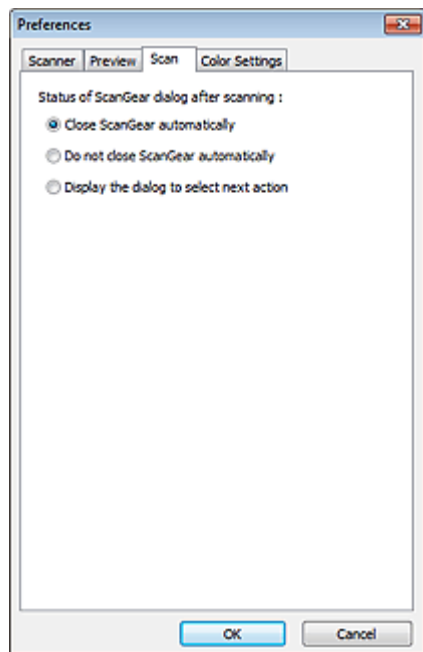 Preferences
Scanner Preview Scan Color Settings
Status of ScanGear dialog after scanning :
Close ScanGear automatically
Do not close ScanGear automatically
Display the dialog to select next action
OK Cancel